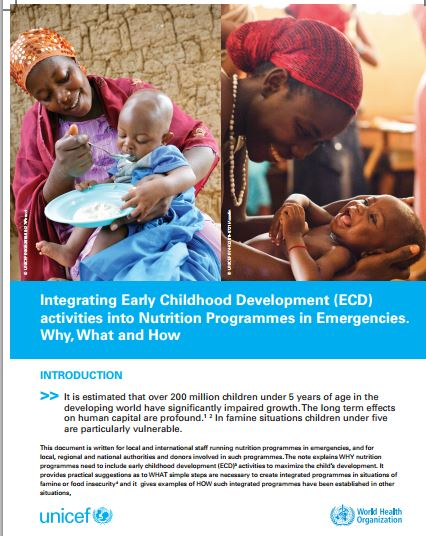 Integrating Early Childhood Development (ECD)
activities into Nutrition Programmes in Emergencies.
Why, What and How
INTRODUCTION
>> It is estimated that over 200 million children under 5 years of age in the
developing world have significantly impaired growth. The long term effects
on human capital are profound.¹ ² In famine situations children under five
are particularly vulnerable.
This document is written for local and international staff running nutrition programmes in emergencies, and for
local, regional and national authorities and donors involved in such programmes. The note explains WHY nutrition
programmes need to include early childhood development (ECD)³ activities to maximize the child's development. It
provides practical suggestions as to WHAT simple steps are necessary to create integrated programmes in situations of
famine or food insecurity⁴ and it gives examples of HOW such integrated programmes have been established in other
situations,
unicef
World Health
Organization